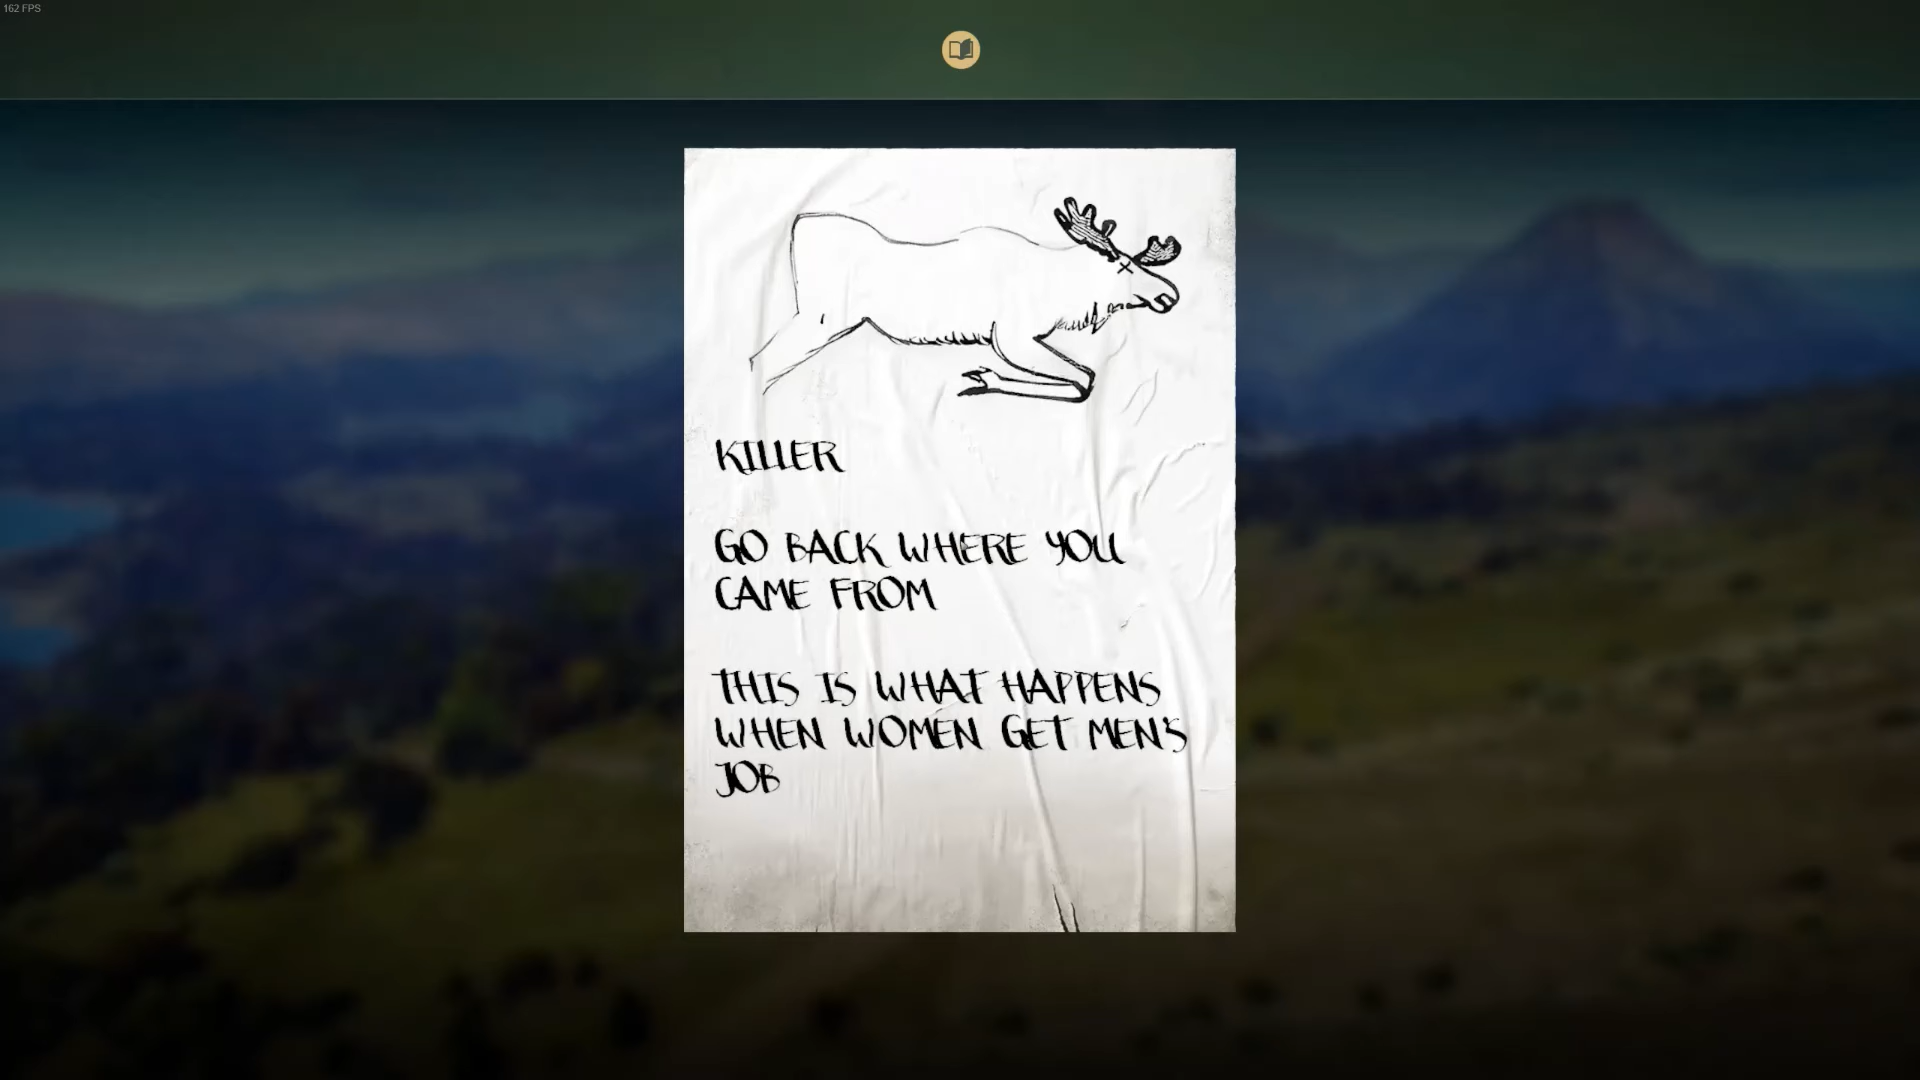 162 FPS
KILLER
GO BACK WHERE YOU
CAME FROM
THIS IS WHAT HAPPENS
WHEN WOMEN GET MEN'S
JOB